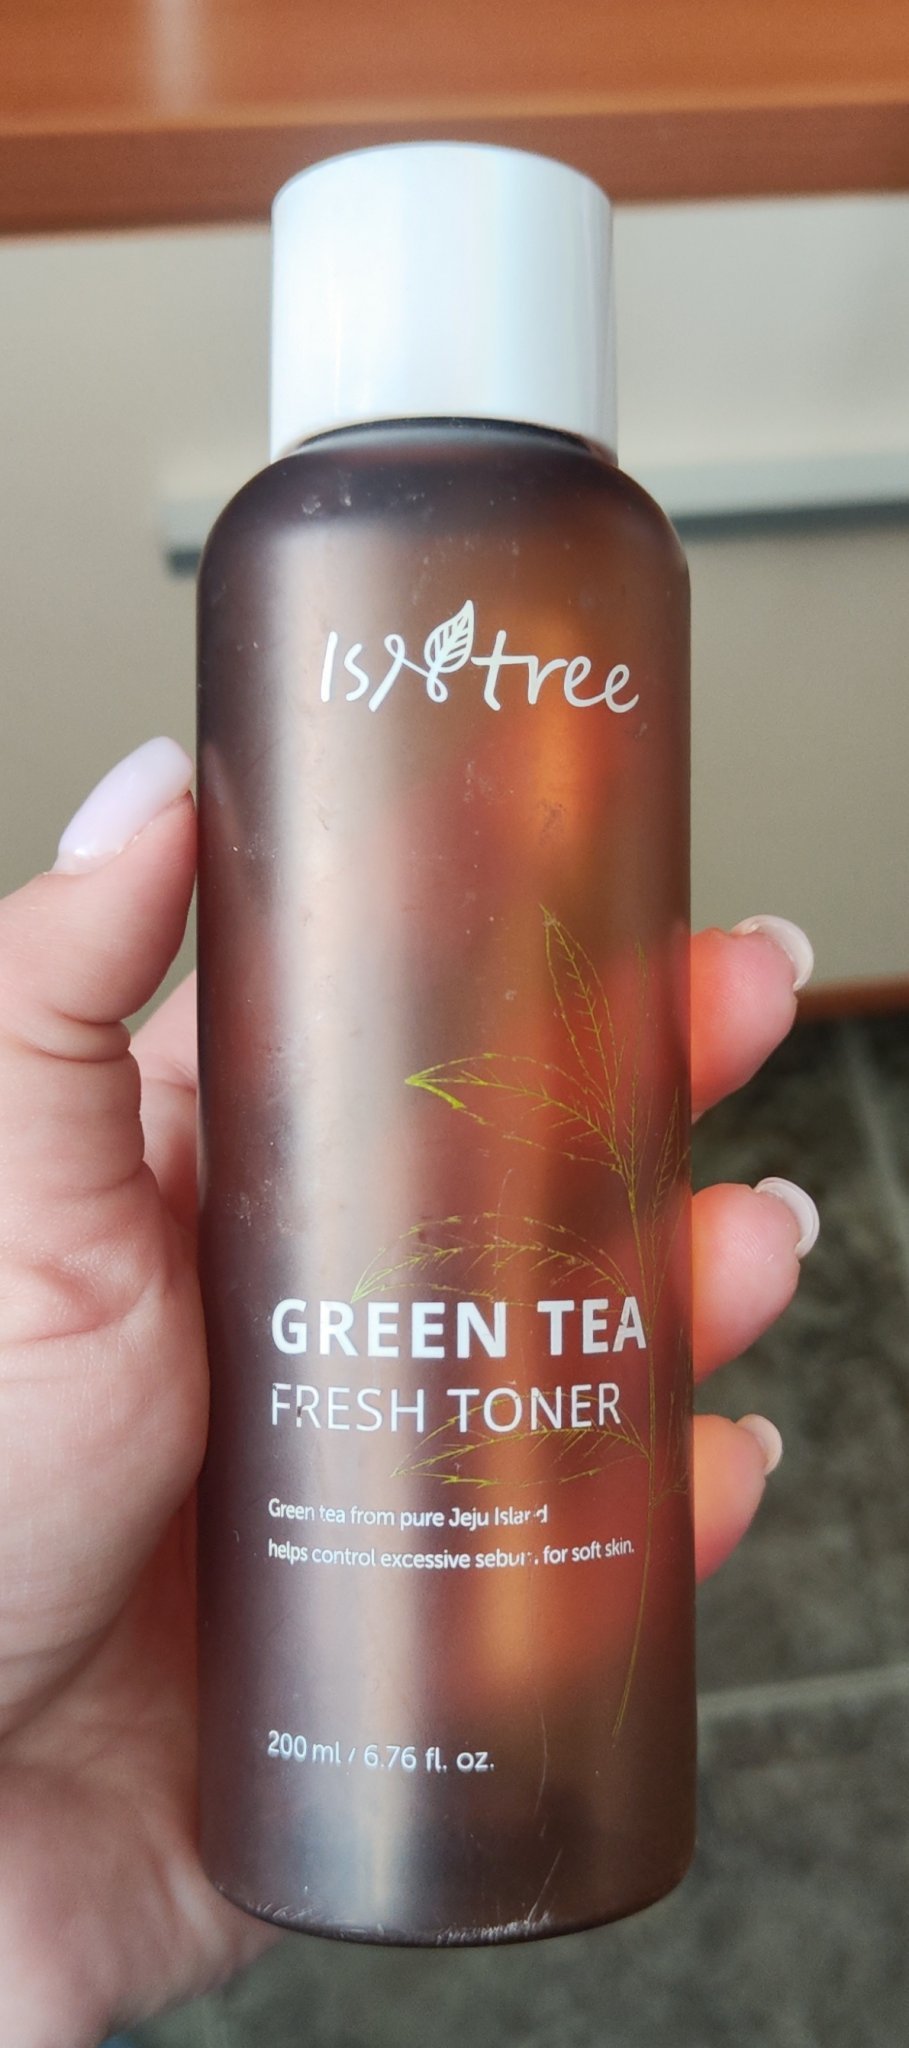 Isntree
GREEN TEA
FRESH TONER
Green tea from pure Jeju Island
helps control excessive sebum, for soft skin.
200 ml / 6.76 fl. oz.